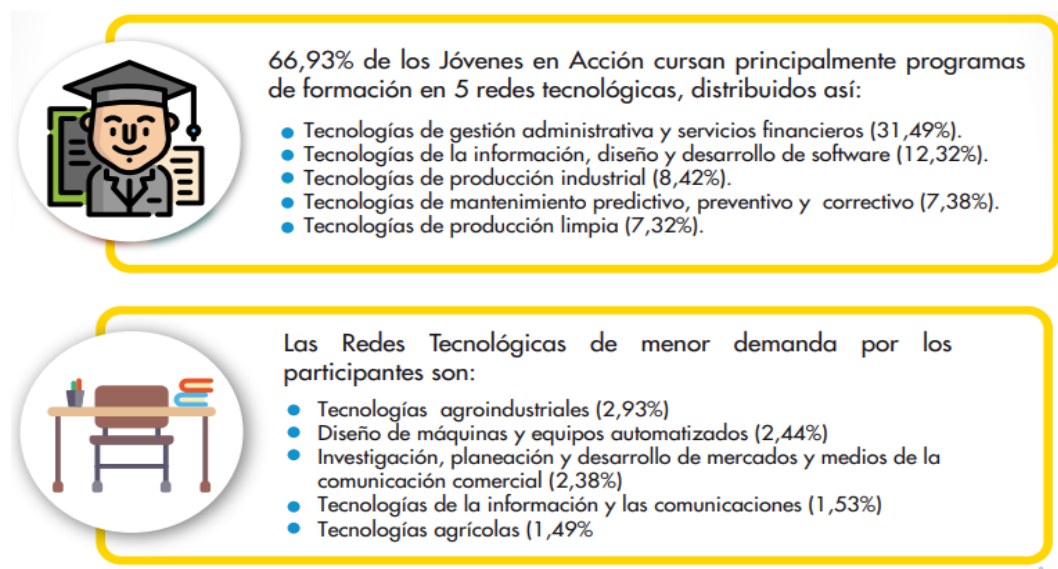 66,93% de los Jóvenes en Acción cursan principalmente programas
de formación en 5 redes tecnológicas, distribuidos así:
● Tecnologías de gestión administrativa y servicios financieros (31,49%).
● Tecnologías de la información, diseño y desarrollo de software (12,32%).
● Tecnologías de producción industrial (8,42%).
● Tecnologías de mantenimiento predictivo, preventivo y correctivo (7,38%).
● Tecnologías de producción limpia (7,32%).
Las Redes Tecnológicas de menor demanda por los
participantes son:
● Tecnologías agroindustriales (2,93%)
● Diseño de máquinas y equipos automatizados (2,44%)
● Investigación, planeación y desarrollo de mercados y medios de la
comunicación comercial (2,38%)
● Tecnologías de la información y las comunicaciones (1,53%)
● Tecnologías agrícolas (1,49%